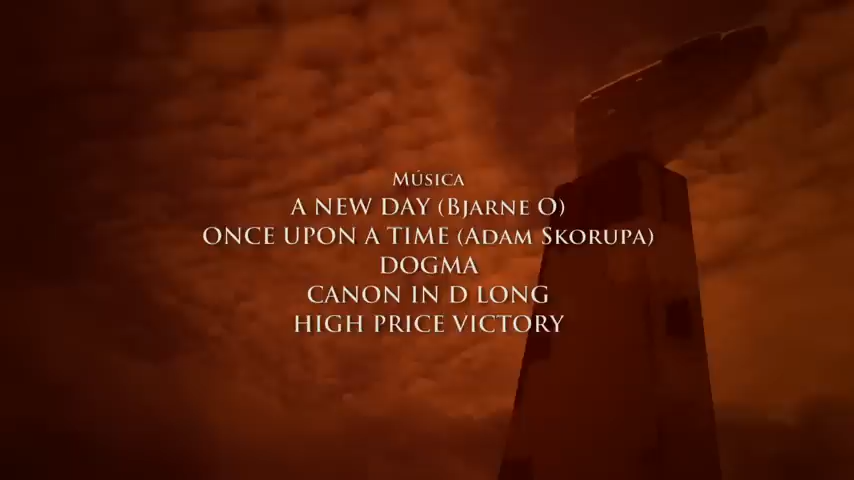 Música
A NEW DAY (Bjarne O)
ONCE UPON A TIME (Adam Skorupa)
DOGMA
CANON IN D LONG
HIGH PRICE VICTORY